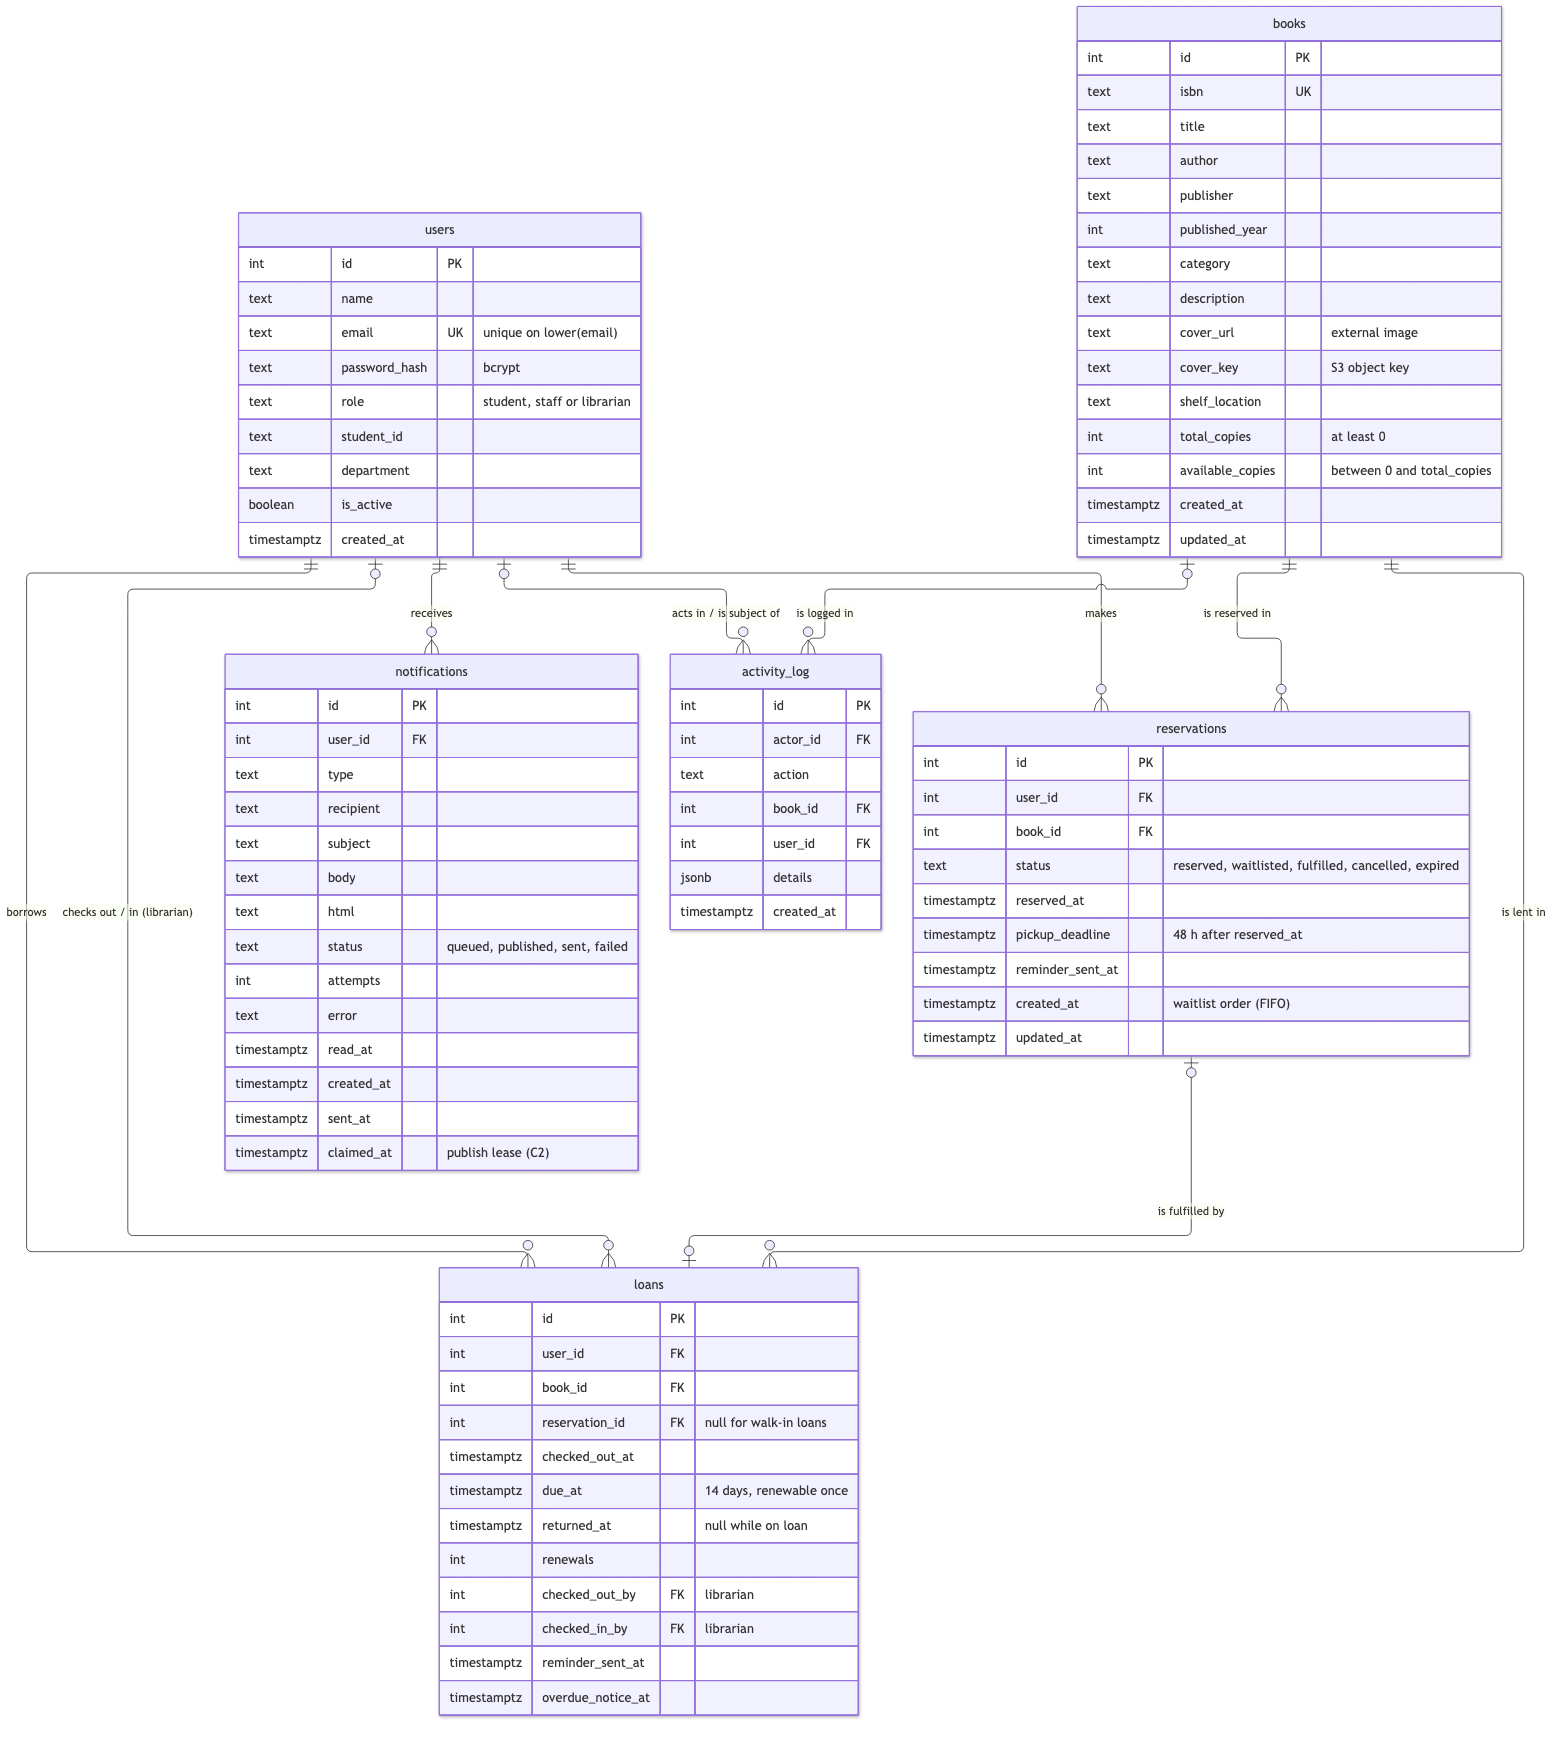 books
int id PK
text isbn UK
text title
text author
text publisher
int published_year
text category
text description
text cover_url external image
text cover_key S3 object key
text shelf_location
int total_copies at least 0
int available_copies between 0 and total_copies
timestamptz created_at
timestamptz updated_at
users
int id PK
text name
text email UK unique on lower(email)
text password_hash bcrypt
text role student, staff or librarian
text student_id
text department
boolean is_active
timestamptz created_at
receives
acts in / is subject of
is logged in
makes
is reserved in
notifications
int id PK
int user_id FK
text type
text recipient
text subject
text body
text html
text status queued, published, sent, failed
int attempts
text error
timestamptz read_at
timestamptz created_at
timestamptz sent_at
timestamptz claimed_at publish lease (C2)
activity_log
int id PK
int actor_id FK
text action
int book_id FK
int user_id FK
jsonb details
timestamptz created_at
reservations
int id PK
int user_id FK
int book_id FK
text status reserved, waitlisted, fulfilled, cancelled, expired
timestamptz reserved_at
timestamptz pickup_deadline 48 h after reserved_at
timestamptz reminder_sent_at
timestamptz created_at waitlist order (FIFO)
timestamptz updated_at
borrows
checks out / in (librarian)
is lent in
is fulfilled by
loans
int id PK
int user_id FK
int book_id FK
int reservation_id FK null for walk-in loans
timestamptz checked_out_at
timestamptz due_at 14 days, renewable once
timestamptz returned_at null while on loan
int renewals
int checked_out_by FK librarian
int checked_in_by FK librarian
timestamptz reminder_sent_at
timestamptz overdue_notice_at